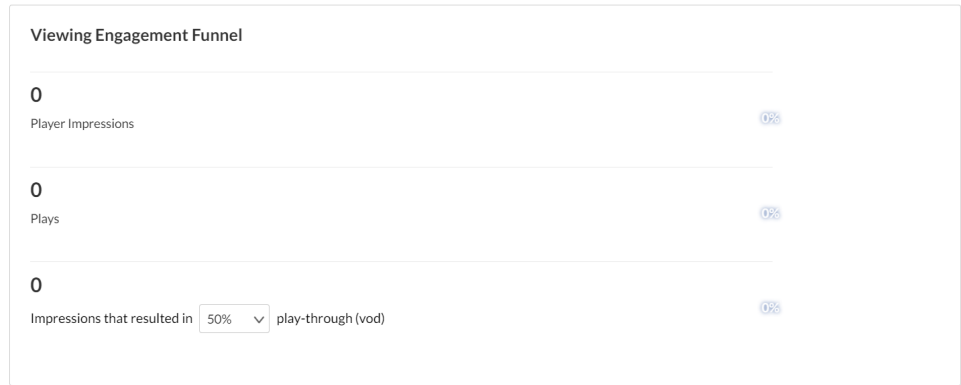 Viewing Engagement Funnel
0
Player Impressions
0%
0
Plays
0%
0
Impressions that resulted in 50% play-through (vod)
0%